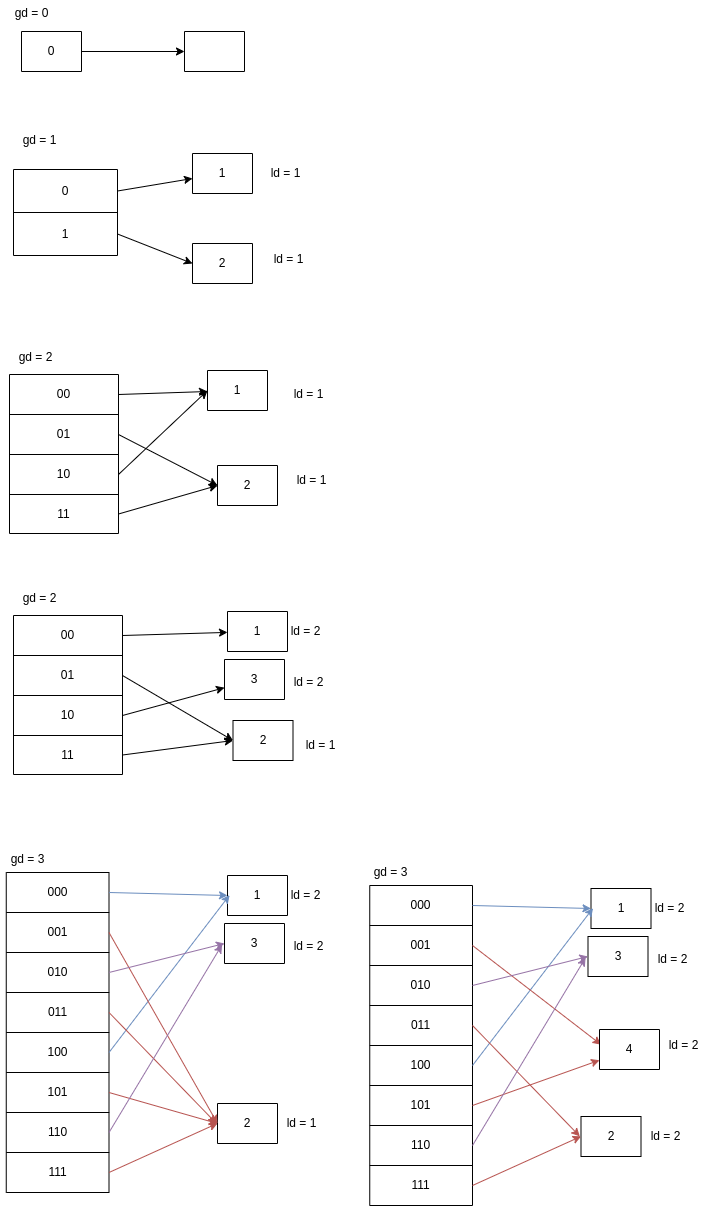 gd = 0
0
gd = 1
0
1
1
ld = 1
2
ld = 1
gd = 2
00
01
10
11
1
ld = 1
2
ld = 1
gd = 2
00
01
10
11
1
ld = 2
3
ld = 2
2
ld = 1
gd = 3
000
001
010
011
100
101
110
111
1
ld = 2
3
ld = 2
2
ld = 1
gd = 3
000
001
010
011
100
101
110
111
1
ld = 2
3
ld = 2
4
ld = 2
2
ld = 2